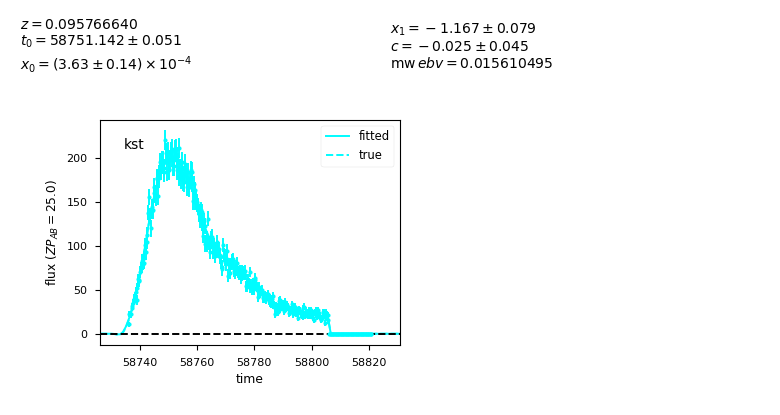 z = 0.095766640
t₀ = 58751.142 ± 0.051
x₀ = (3.63 ± 0.14) × 10⁻⁴
x₁ = −1.167 ± 0.079
c = −0.025 ± 0.045
mwebv = 0.015610495
kst
fitted
true
200
150
100
50
0
flux (ZP_AB = 25.0)
58740 58760 58780 58800 58820
time